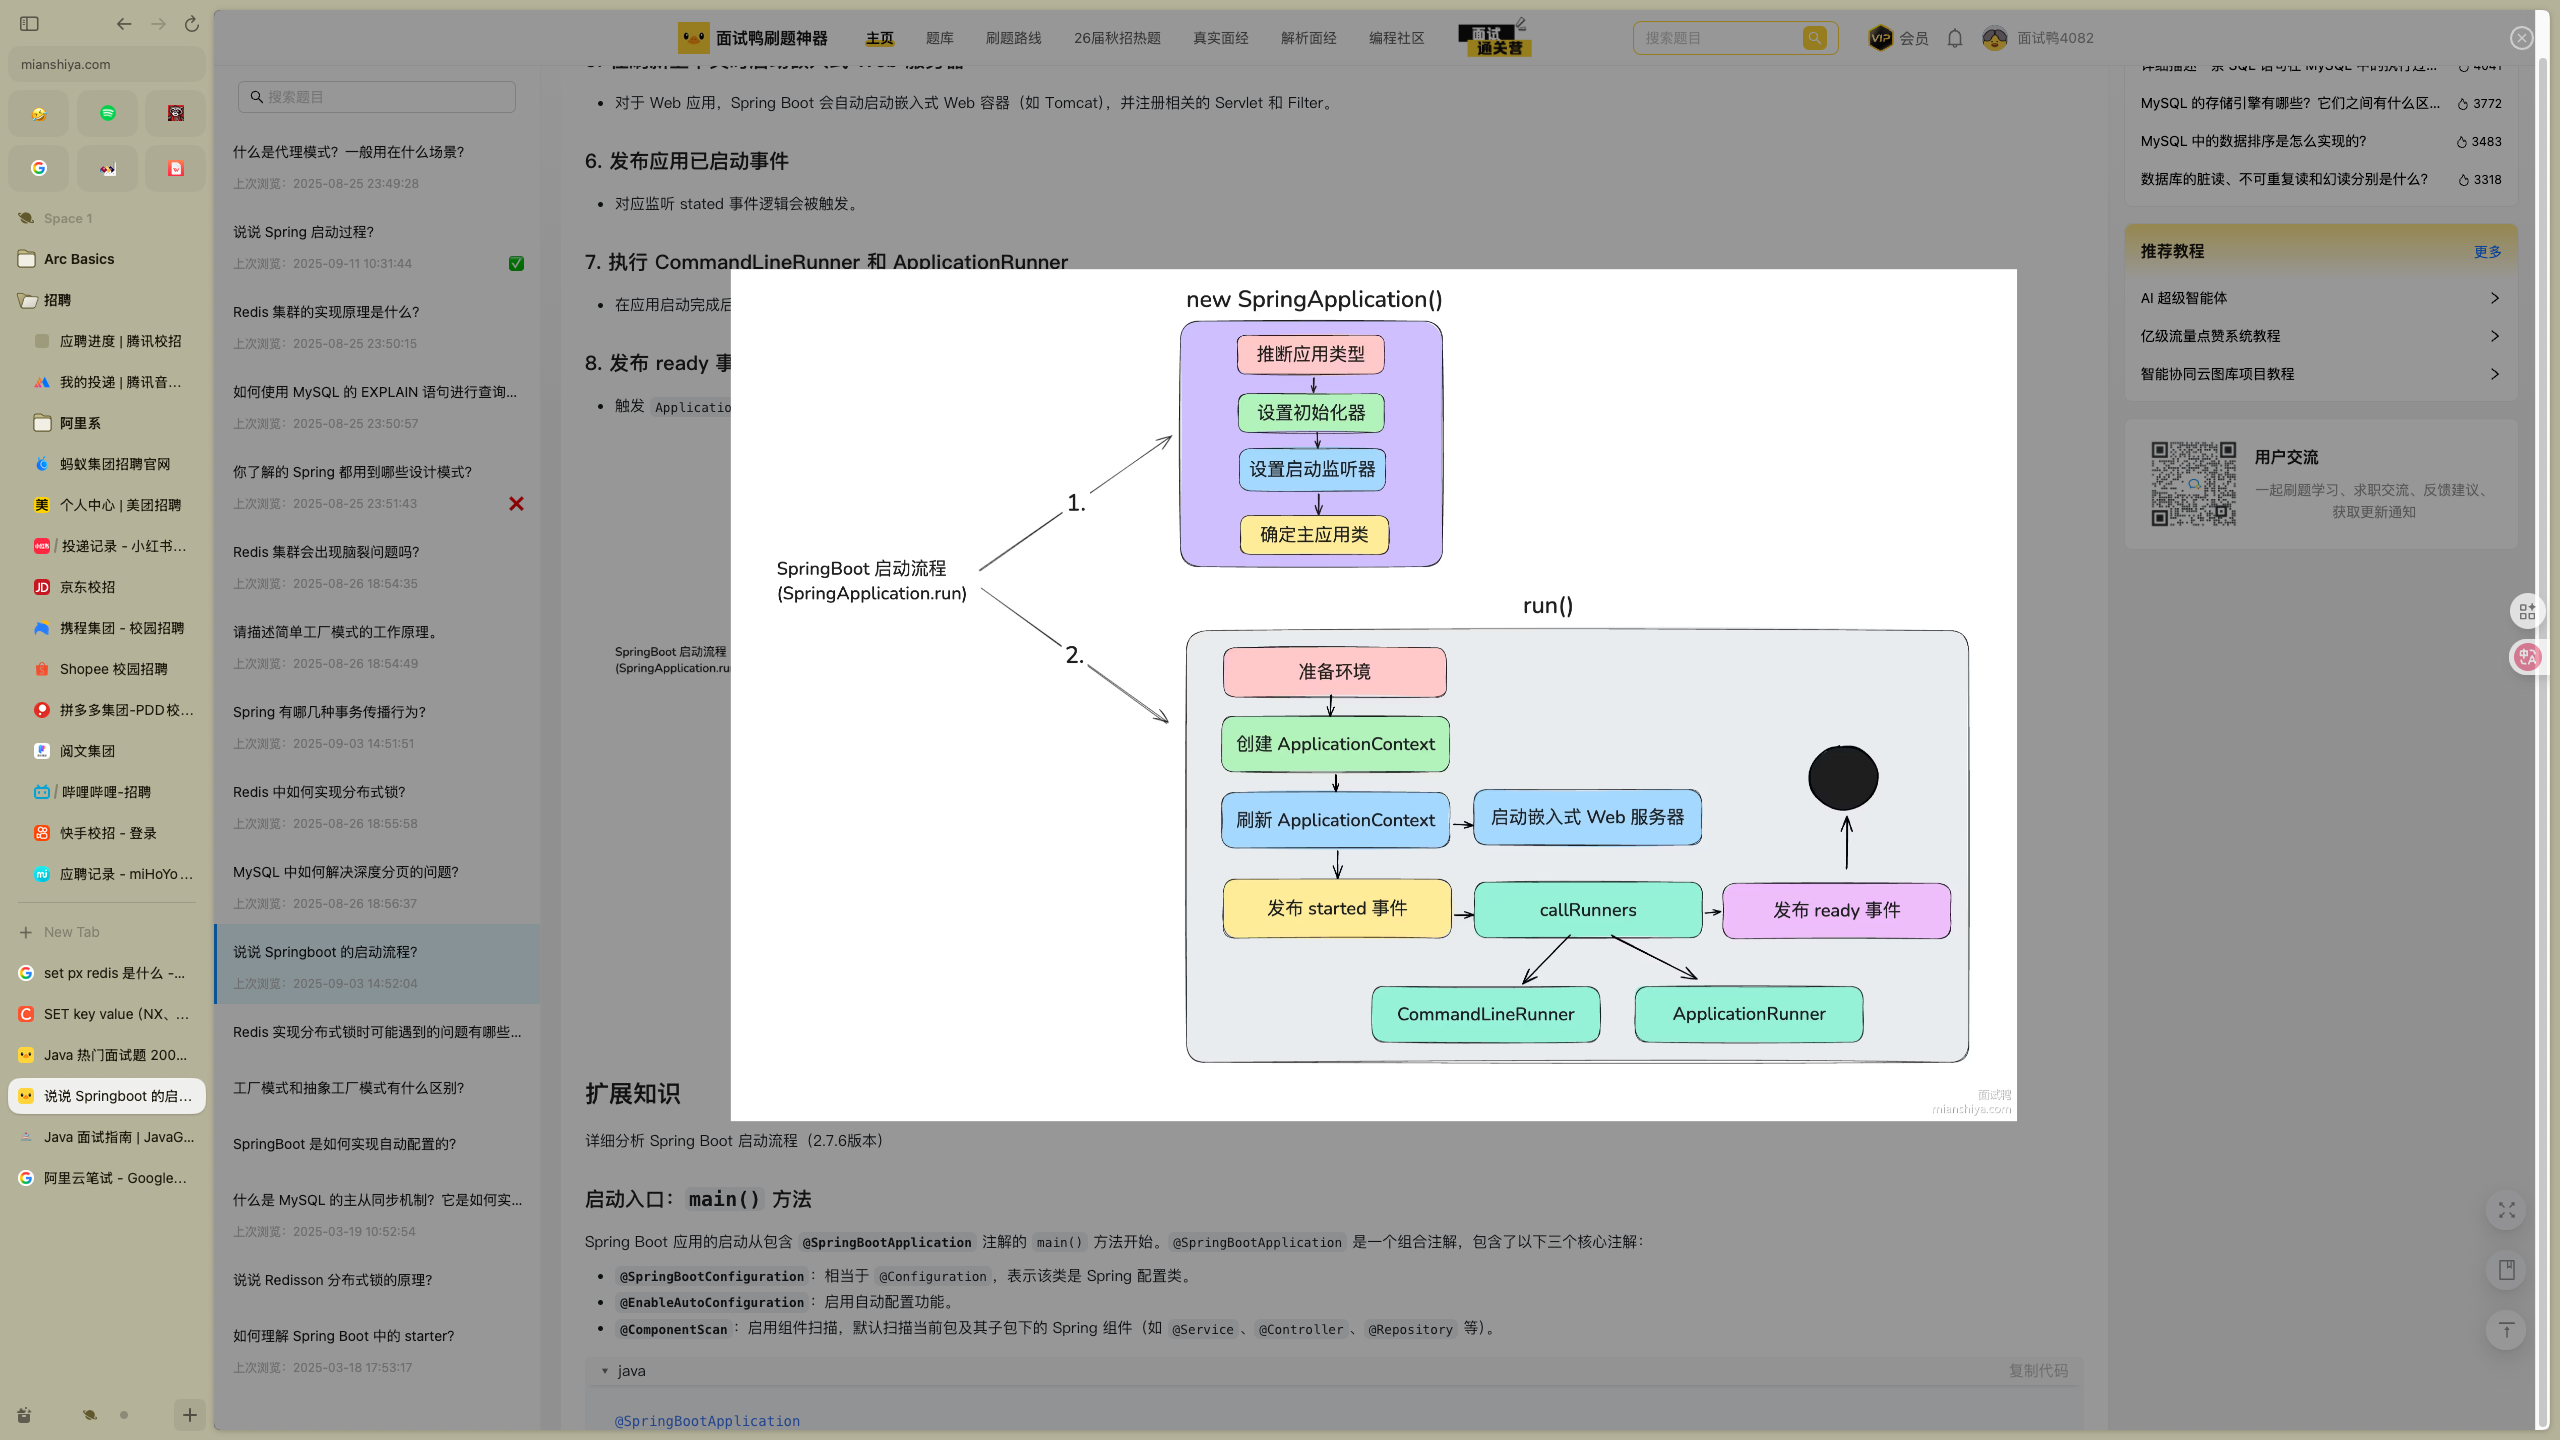 mianshiya.com
Space 1
Arc Basics
招聘
应聘进度 | 腾讯校招
我的投递 | 腾讯音...
阿里系
蚂蚁集团招聘官网
个人中心 | 美团招聘
/ 投递记录 - 小红书...
京东校招
携程集团 - 校园招聘
Shopee 校园招聘
拼多多集团-PDD校...
阅文集团
/ 哔哩哔哩-招聘
快手校招 - 登录
应聘记录 - miHoYo...
New Tab
set px redis 是什么 -...
SET key value (NX、...
Java 热门面试题 200...
说说 Springboot 的启...
Java 面试指南 | JavaG...
阿里云笔试 - Google...
面试鸭刷题神器
主页
题库
刷题路线
26届秋招热题
真实面经
解析面经
编程社区
面试
通关营
搜索题目
VIP 会员
面试鸭4082
搜索题目
什么是代理模式？一般用在什么场景？
上次浏览：2025-08-25 23:49:28
说说 Spring 启动过程？
上次浏览：2025-09-11 10:31:44
Redis 集群的实现原理是什么？
上次浏览：2025-08-25 23:50:15
如何使用 MySQL 的 EXPLAIN 语句进行查询...
上次浏览：2025-08-25 23:50:57
你了解的 Spring 都用到哪些设计模式？
上次浏览：2025-08-25 23:51:43
Redis 集群会出现脑裂问题吗？
上次浏览：2025-08-26 18:54:35
请描述简单工厂模式的工作原理。
上次浏览：2025-08-26 18:54:49
Spring 有哪几种事务传播行为？
上次浏览：2025-09-03 14:51:51
Redis 中如何实现分布式锁？
上次浏览：2025-08-26 18:55:58
MySQL 中如何解决深度分页的问题？
上次浏览：2025-08-26 18:56:37
说说 Springboot 的启动流程？
上次浏览：2025-09-03 14:52:04
Redis 实现分布式锁时可能遇到的问题有哪些...
工厂模式和抽象工厂模式有什么区别？
SpringBoot 是如何实现自动配置的？
什么是 MySQL 的主从同步机制？它是如何实...
上次浏览：2025-03-19 10:52:54
说说 Redisson 分布式锁的原理？
如何理解 Spring Boot 中的 starter？
上次浏览：2025-03-18 17:53:17
对于 Web 应用，Spring Boot 会自动启动嵌入式 Web 容器（如 Tomcat），并注册相关的 Servlet 和 Filter。
6. 发布应用已启动事件
对应监听 stated 事件逻辑会被触发。
7. 执行 CommandLineRunner 和 ApplicationRunner
在应用启动完成后
8. 发布 ready 事
触发 Applicatio
SpringBoot 启动流程
(SpringApplication.ru
new SpringApplication()
推断应用类型
设置初始化器
设置启动监听器
确定主应用类
1.
SpringBoot 启动流程
(SpringApplication.run)
2.
run()
准备环境
创建 ApplicationContext
刷新 ApplicationContext
启动嵌入式 Web 服务器
发布 started 事件
callRunners
发布 ready 事件
CommandLineRunner
ApplicationRunner
面试鸭
mianshiya.com
扩展知识
详细分析 Spring Boot 启动流程（2.7.6版本）
启动入口：main() 方法
Spring Boot 应用的启动从包含 @SpringBootApplication 注解的 main() 方法开始。@SpringBootApplication 是一个组合注解，包含了以下三个核心注解：
@SpringBootConfiguration：相当于 @Configuration，表示该类是 Spring 配置类。
@EnableAutoConfiguration：启用自动配置功能。
@ComponentScan：启用组件扫描，默认扫描当前包及其子包下的 Spring 组件（如 @Service、@Controller、@Repository 等）。
java
复制代码
@SpringBootApplication
MySQL 的存储引擎有哪些？它们之间有什么区...
3772
MySQL 中的数据排序是怎么实现的？
3483
数据库的脏读、不可重复读和幻读分别是什么？
3318
推荐教程
更多
AI 超级智能体
亿级流量点赞系统教程
智能协同云图库项目教程
用户交流
一起刷题学习、求职交流、反馈建议、
获取更新通知